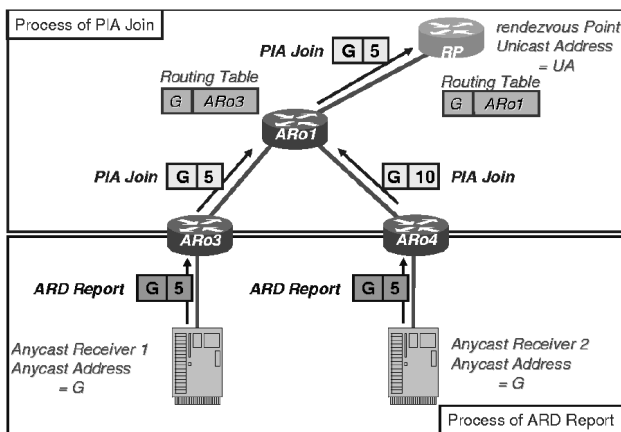 Process of PIA Join
PIA Join
G 5
RP
rendezvous Point
Unicast Address
= UA
Routing Table
G ARo3
Routing Table
G ARo1
ARo1
PIA Join
G 5
G 10
PIA Join
ARo3
ARo4
ARD Report
G 5
ARD Report
G 5
Anycast Receiver 1
Anycast Address
= G
Anycast Receiver 2
Anycast Address
= G
Process of ARD Report